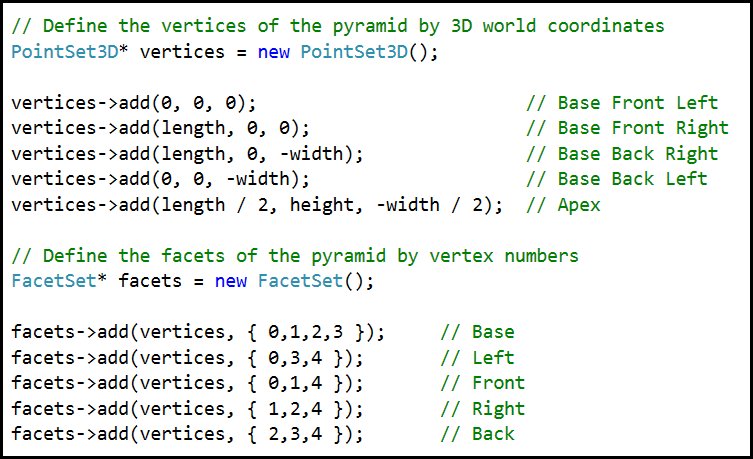 // Define the vertices of the pyramid by 3D world coordinates
PointSet3D* vertices = new PointSet3D();
vertices->add(0, 0, 0); // Base Front Left
vertices->add(length, 0, 0); // Base Front Right
vertices->add(length, 0, -width); // Base Back Right
vertices->add(0, 0, -width); // Base Back Left
vertices->add(length / 2, height, -width / 2); // Apex
// Define the facets of the pyramid by vertex numbers
FacetSet* facets = new FacetSet();
facets->add(vertices, { 0,1,2,3 }); // Base
facets->add(vertices, { 0,3,4 }); // Left
facets->add(vertices, { 0,1,4 }); // Front
facets->add(vertices, { 1,2,4 }); // Right
facets->add(vertices, { 2,3,4 }); // Back